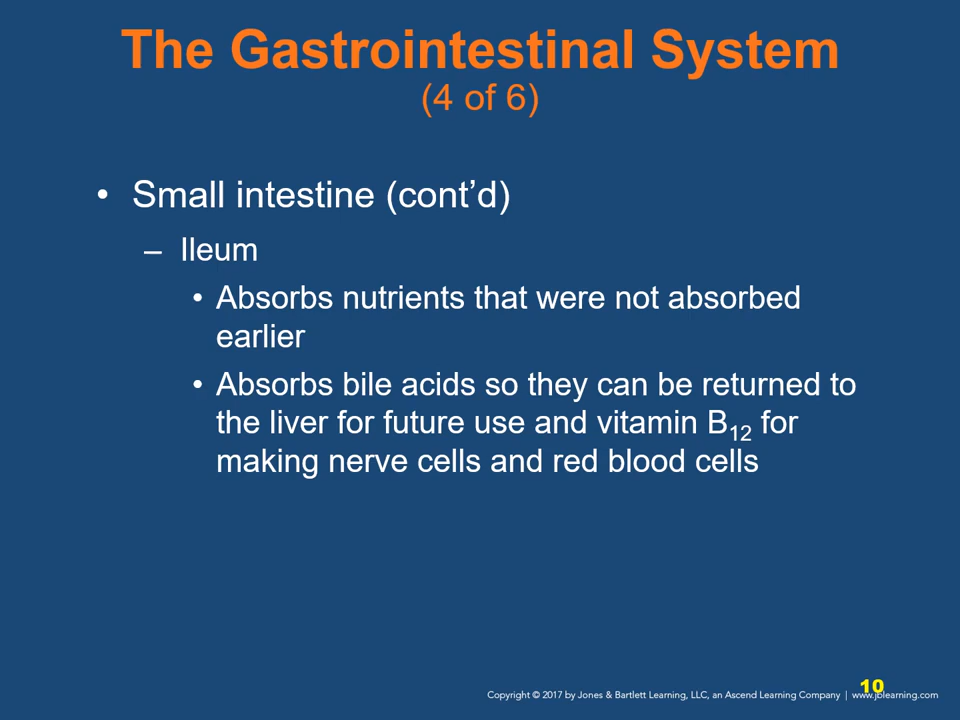 The Gastrointestinal System
(4 of 6)
• Small intestine (cont’d)
– Ileum
• Absorbs nutrients that were not absorbed
earlier
• Absorbs bile acids so they can be returned to
the liver for future use and vitamin B12 for
making nerve cells and red blood cells
10
Copyright © 2017 by Jones & Bartlett Learning, LLC, an Ascend Learning Company | www.jblearning.com